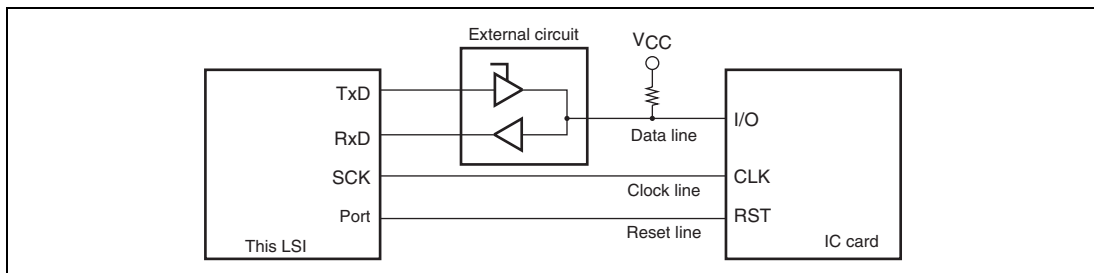 External circuit
VCC
TxD
RxD
SCK
Port
This LSI
Data line
Clock line
Reset line
I/O
CLK
RST
IC card